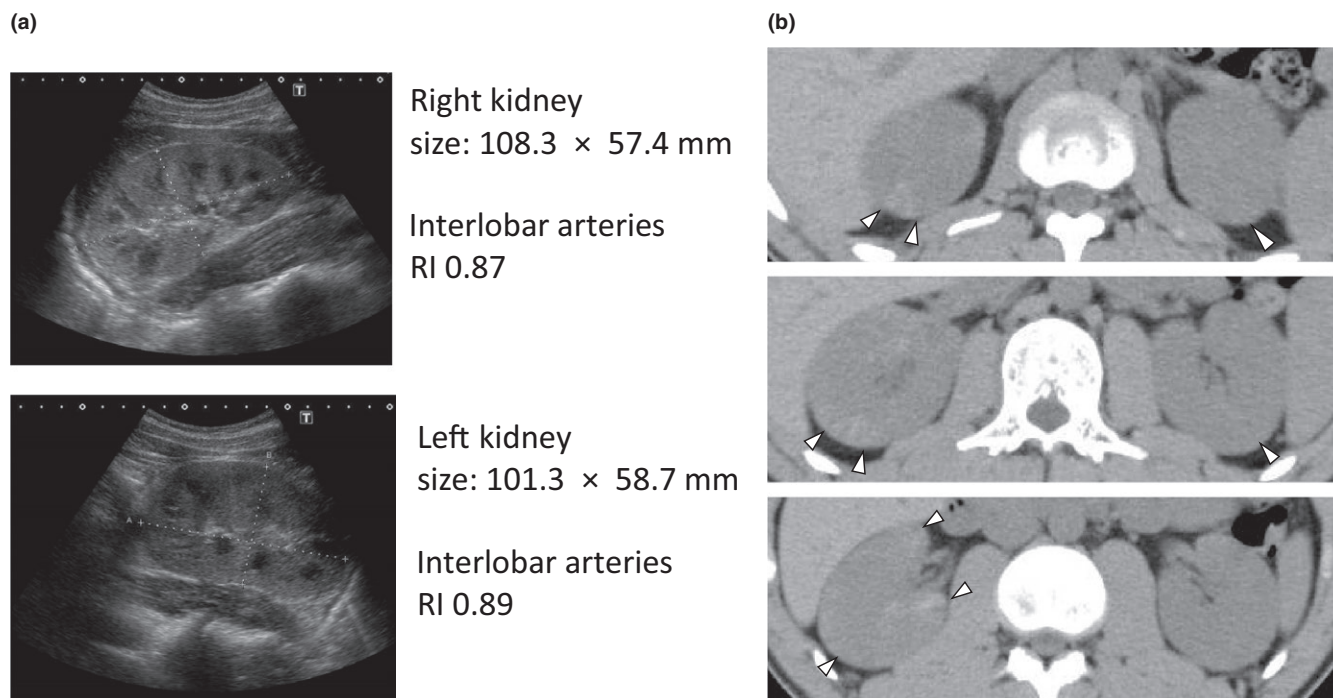 (a)
Right kidney
size: 108.3 × 57.4 mm
Interlobar arteries
RI 0.87
T
Left kidney
size: 101.3 × 58.7 mm
Interlobar arteries
RI 0.89
T
A
B
(b)